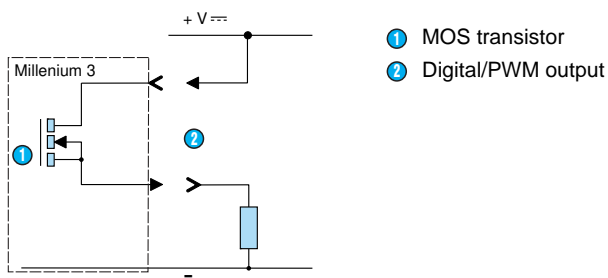 + V ⎓
Millenium 3
1
2
-
1 MOS transistor
2 Digital/PWM output